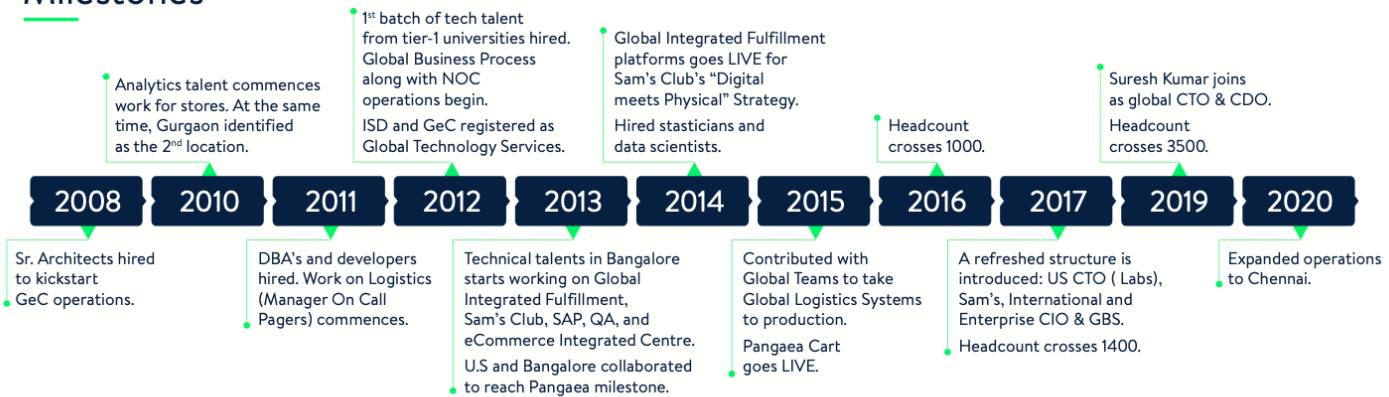 Milestones
1st batch of tech talent
from tier-1 universities hired.
Global Business Process
along with NOC
operations begin.
ISD and GeC registered as
Global Technology Services.
Global Integrated Fulfillment
platforms goes LIVE for
Sam's Club's “Digital
meets Physical” Strategy.
Hired stasticians and
data scientists.
Analytics talent commences
work for stores. At the same
time, Gurgaon identified
as the 2nd location.
Headcount
crosses 1000.
Suresh Kumar joins
as global CTO & CDO.
Headcount
crosses 3500.
2008 2010 2011 2012 2013 2014 2015 2016 2017 2019 2020
Sr. Architects hired
to kickstart
GeC operations.
DBA's and developers
hired. Work on Logistics
(Manager On Call
Pagers) commences.
Technical talents in Bangalore
starts working on Global
Integrated Fulfillment,
Sam's Club, SAP, QA, and
eCommerce Integrated Centre.
U.S and Bangalore collaborated
to reach Pangaea milestone.
Contributed with
Global Teams to take
Global Logistics Systems
to production.
Pangaea Cart
goes LIVE.
A refreshed structure is
introduced: US CTO ( Labs),
Sam's, International and
Enterprise CIO & GBS.
Headcount crosses 1400.
Expanded operations
to Chennai.